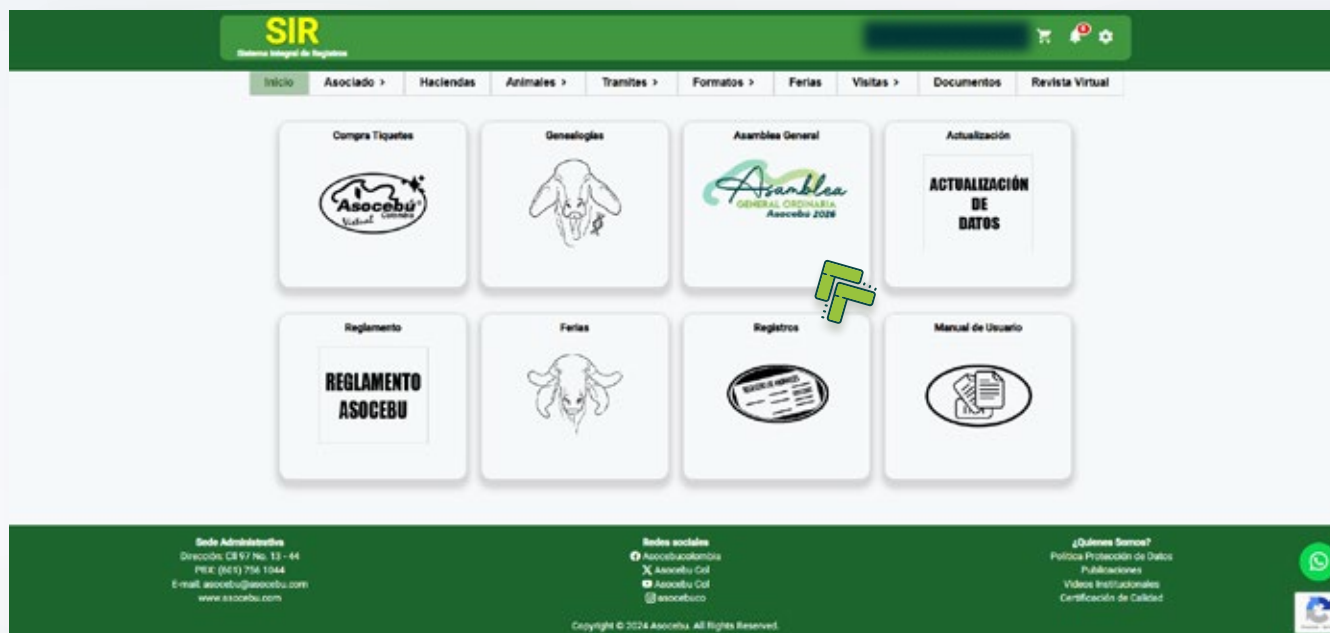 SIR
Sistema Integral de Registros
Inicio
Asociado >
Haciendas
Animales >
Tramites >
Formatos >
Ferias
Visitas >
Documentos
Revista Virtual
Compra Tiquetes
Asocebú
Virtual Colombia
Genealogías
Asamblea General
Asamblea
GENERAL ORDINARIA
Asocebú 2026
Actualización
ACTUALIZACIÓN
DE
DATOS
Reglamento
REGLAMENTO
ASOCEBU
Ferias
Registros
Manual de Usuario
Sede Administrativa
Dirección: Cll 97 No. 13 - 44
PBX: (601) 756 1044
E-mail: asocebu@asocebu.com
www.asocebu.com
Redes sociales
Asocebucolombia
Asocebu Col
Asocebu Col
asocebuco
¿Quienes Somos?
Política Protección de Datos
Publicaciones
Videos Institucionales
Certificación de Calidad
Copyright © 2024 Asocebu. All Rights Reserved.